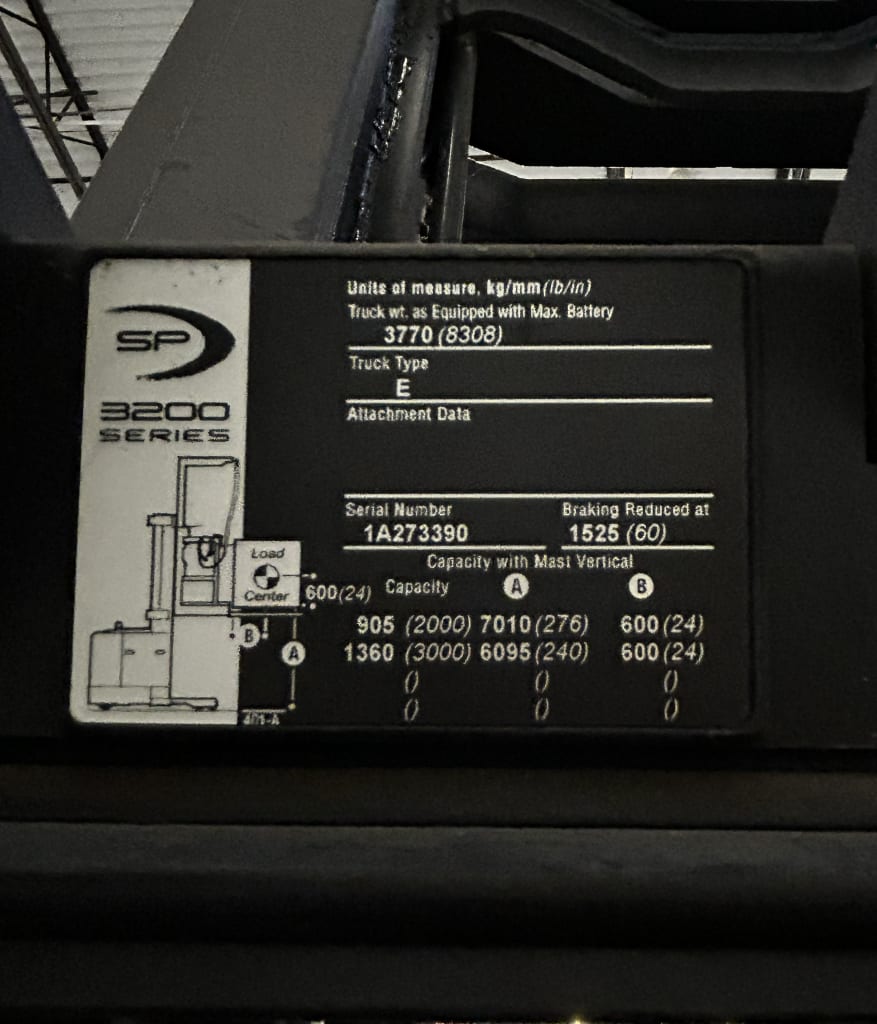 SP
3200
SERIES
Units of measure, kg/mm (lb/in)
Truck wt. as Equipped with Max. Battery
3770 (8308)
Truck Type
E
Attachment Data
Serial Number
1A273390
Braking Reduced at
1525 (60)
Capacity with Mast Vertical
Capacity A B
905 (2000) 7010 (276) 600 (24)
1360 (3000) 6095 (240) 600 (24)
() () ()
() () ()
Load
Center
600 (24)
B
A